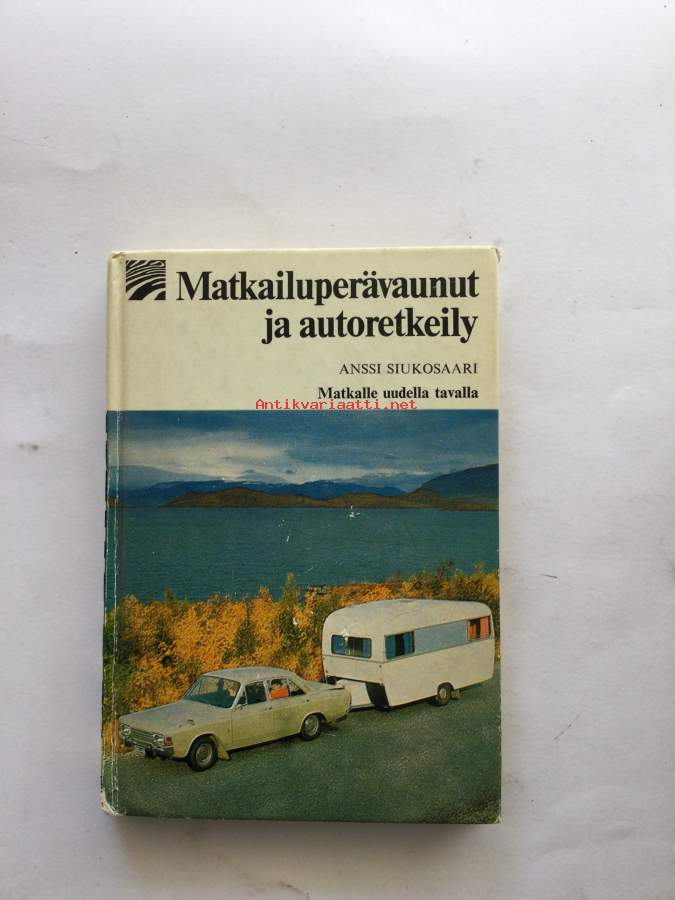 Matkailuperävaunut
ja autoretkeily
ANSSI SIUKOSAARI
Matkalle uudella tavalla
Antikvariaatti.net